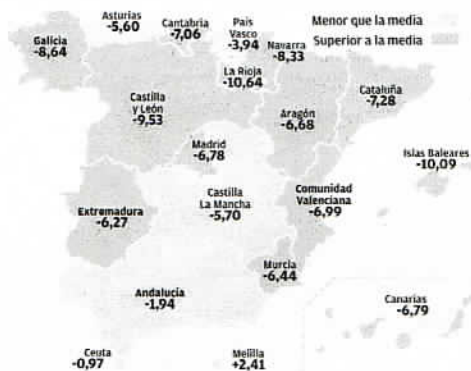 Asturias
-5,60
Cantabria
-7,06
País
Vasco
-3,94
Menor que la media
Superior a la media
Galicia
-8,64
Navarra
-8,33
La Rioja
-10,64
Cataluña
-7,28
Castilla
y León
-9,53
Aragón
-6,68
Madrid
-6,78
Islas Baleares
-10,09
Castilla
La Mancha
-5,70
Comunidad
Valenciana
-6,99
Extremadura
-6,27
Murcia
-6,44
Andalucía
-1,94
Canarias
-6,79
Ceuta
-0,97
Melilla
+2,41